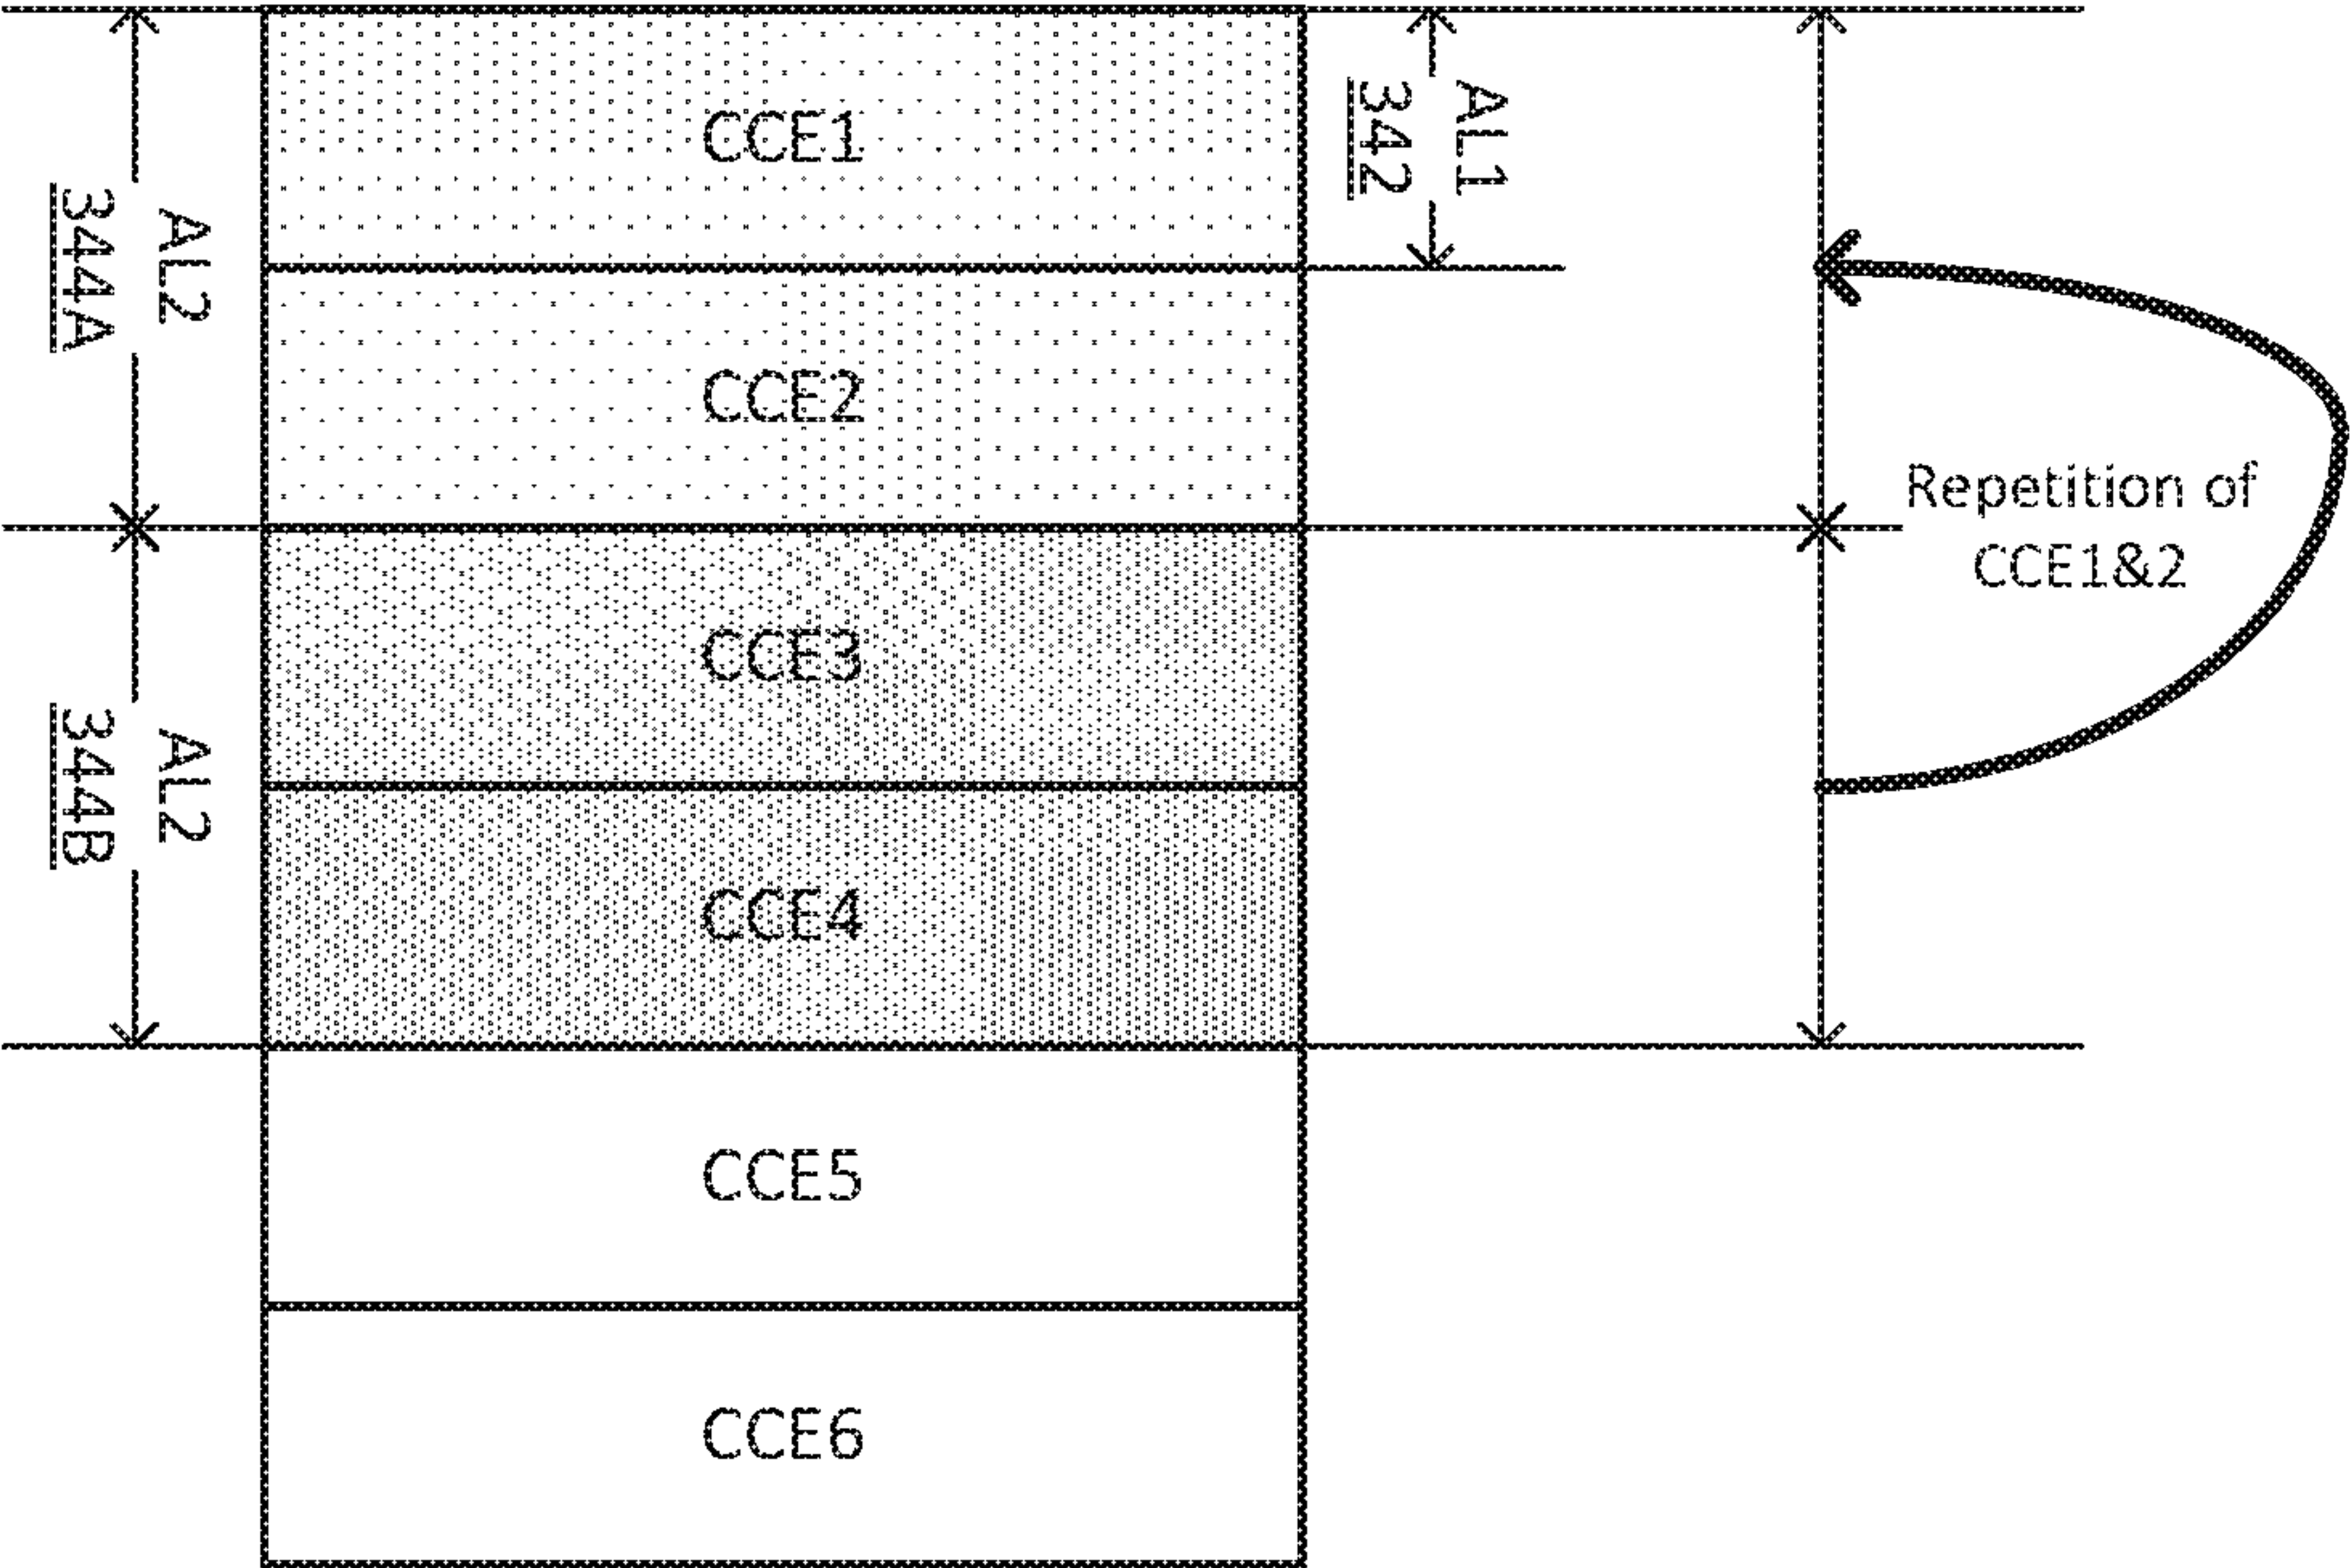 AL2
344A
AL2
344B
CCE1
CCE2
CCE3
CCE4
CCE5
CCE6
AL1
342
Repetition of
CCE1&2